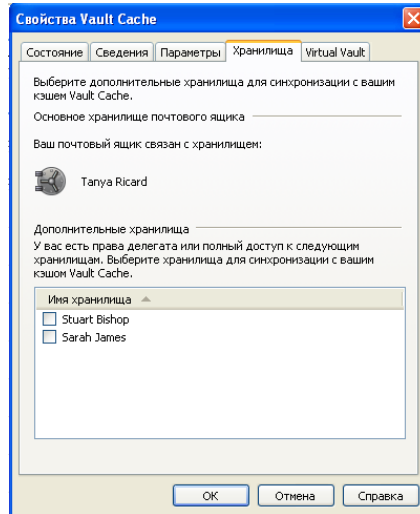 Свойства Vault Cache
Состояние Сведения Параметры Хранилища Virtual Vault
Выберите дополнительные хранилища для синхронизации с вашим
кэшем Vault Cache.
Основное хранилище почтового ящика
Ваш почтовый ящик связан с хранилищем:
Tanya Ricard
Дополнительные хранилища
У вас есть права делегата или полный доступ к следующим
хранилищам. Выберите хранилища для синхронизации с вашим
кэшом Vault Cache.
Имя хранилища
Stuart Bishop
Sarah James
OK Отмена Справка